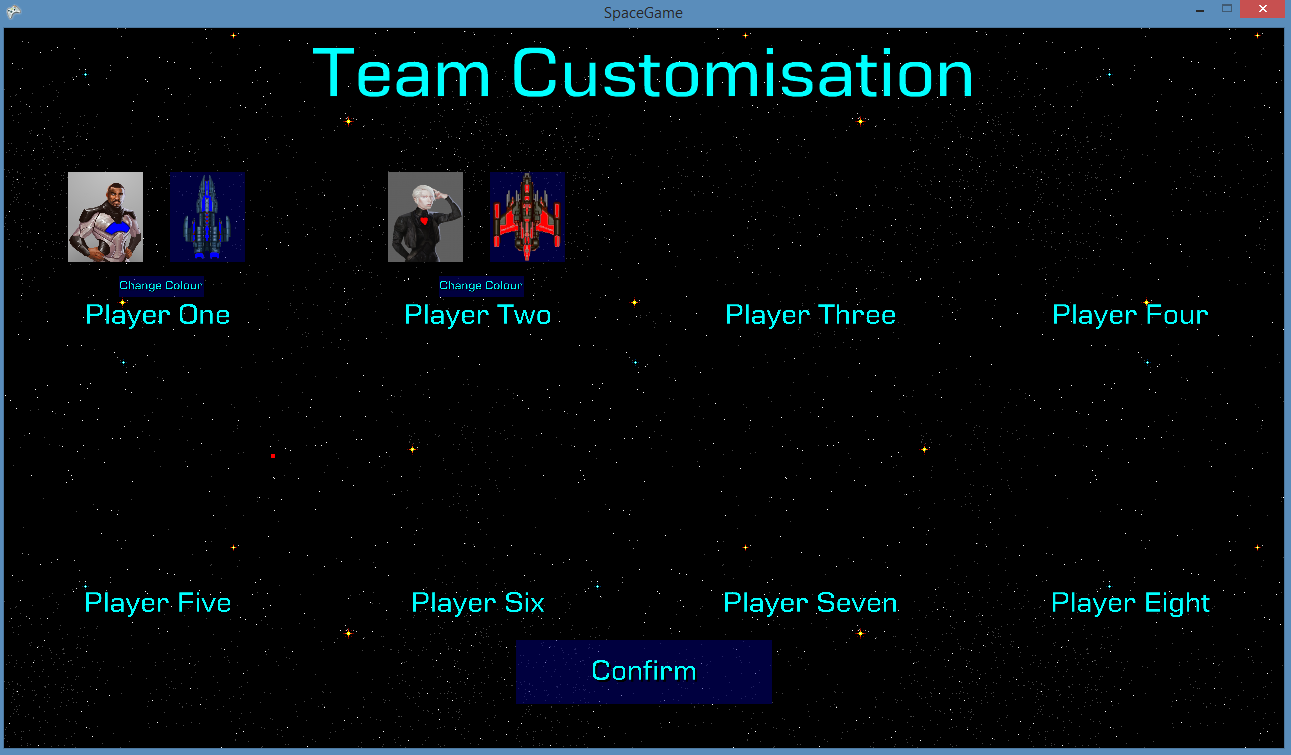 SpaceGame
Team Customisation
Change Colour
Change Colour
Player One
Player Two
Player Three
Player Four
Player Five
Player Six
Player Seven
Player Eight
Confirm